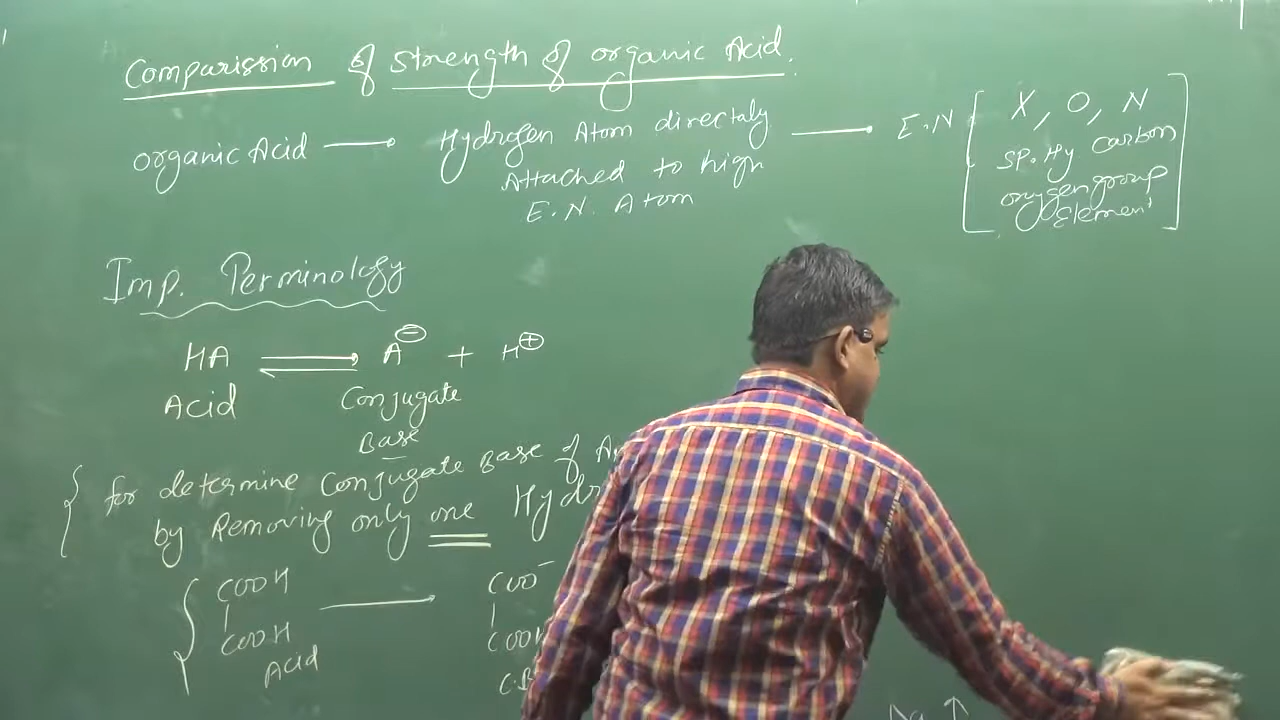 Comparission of Strength of organic Acid.
organic Acid → Hydrogen Atom directaly → E.N [ X, O, N
Attached to high
E.N. Atom
SP. Hy carbon
oxygen group
Element ]
Imp. Terminology
HA ⇌ A⊖ + H⊕
Acid Conjugate
Base
{ for determine Conjugate Base of
by Removing only one
{ COOH → COO⁻
|
COOH
Acid